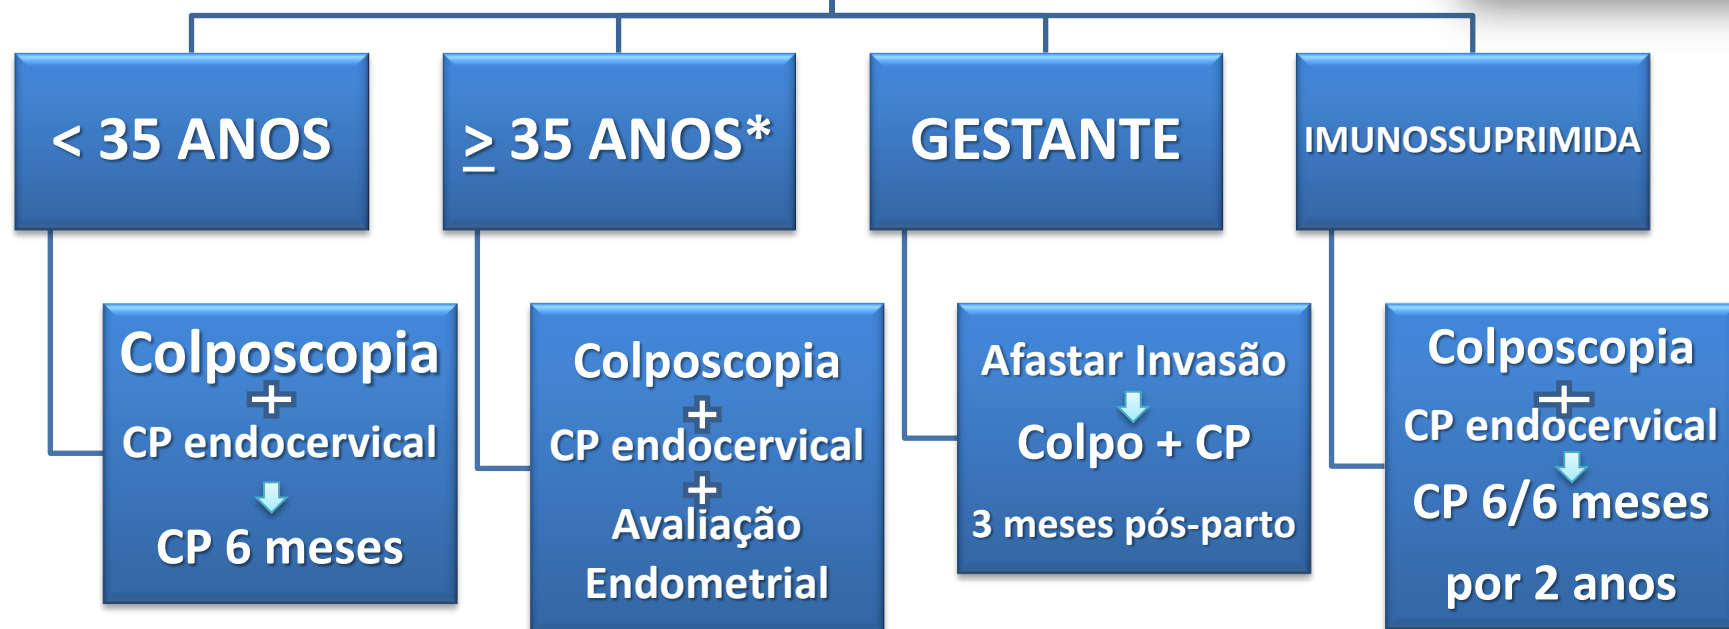 < 35 ANOS
≥ 35 ANOS*
GESTANTE
IMUNOSSUPRIMIDA
Colposcopia
+
CP endocervical
CP 6 meses
Colposcopia
+
CP endocervical
+
Avaliação
Endometrial
Afastar Invasão
Colpo + CP
3 meses pós-parto
Colposcopia
+
CP endocervical
CP 6/6 meses
por 2 anos